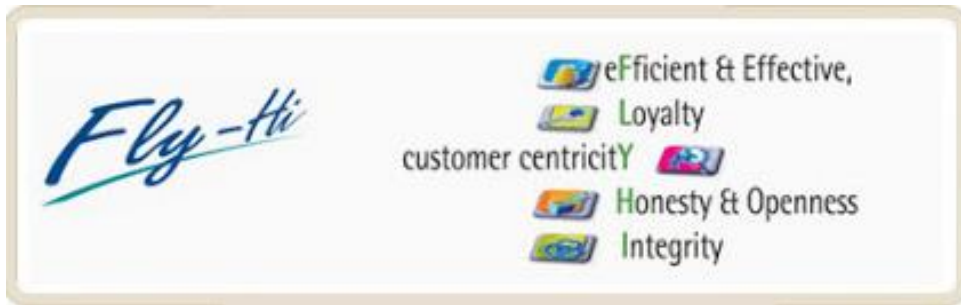 Fly-Hi
eFficient & Effective,
Loyalty
customer centricitY
Honesty & Openness
Integrity